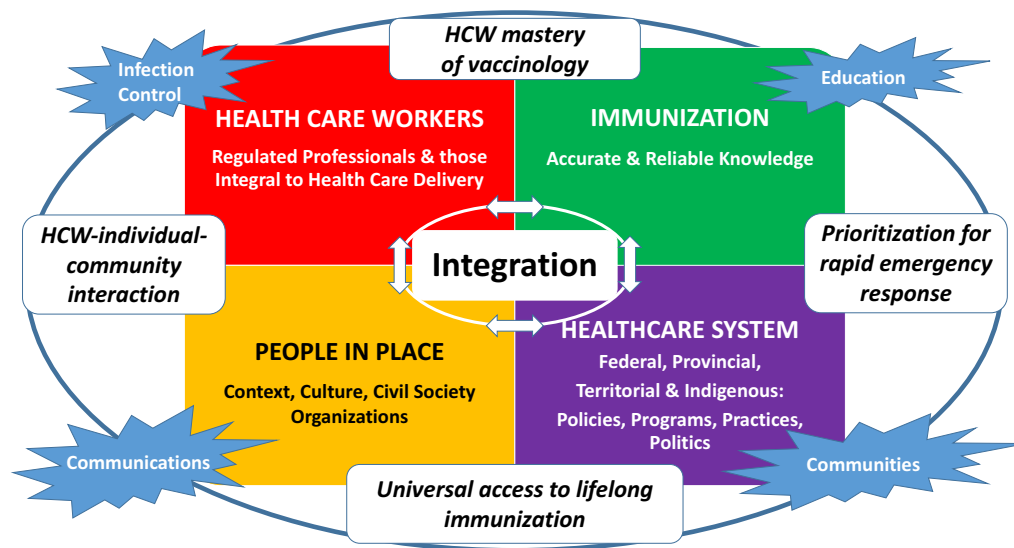 HCW mastery
of vaccinology
Infection
Control
Education
HEALTH CARE WORKERS
Regulated Professionals & those
Integral to Health Care Delivery
IMMUNIZATION
Accurate & Reliable Knowledge
HCW-individual-
community
interaction
Integration
Prioritization for
rapid emergency
response
PEOPLE IN PLACE
Context, Culture, Civil Society
Organizations
HEALTHCARE SYSTEM
Federal, Provincial,
Territorial & Indigenous:
Policies, Programs, Practices,
Politics
Communications
Communities
Universal access to lifelong
immunization